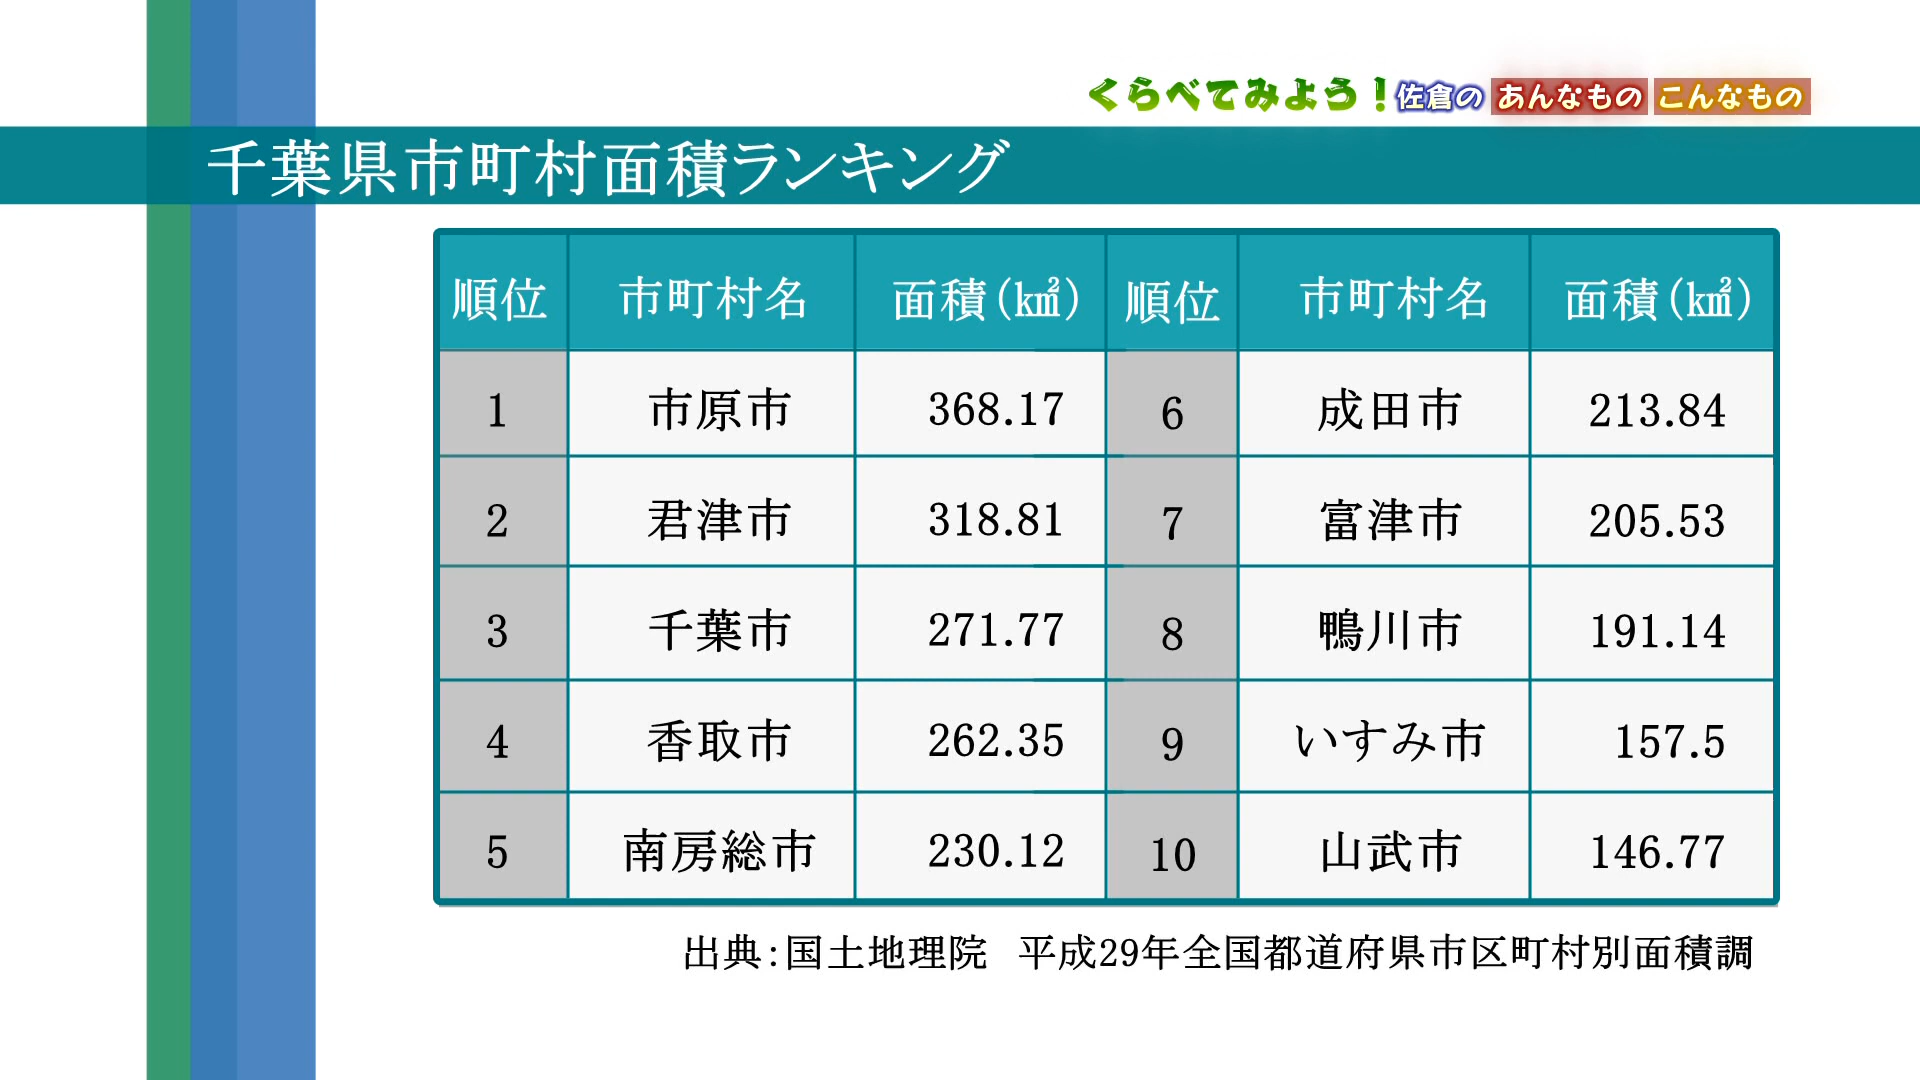 くらべてみよう！佐倉の あんなもの こんなもの
千葉県市町村面積ランキング
順位 市町村名 面積(㎢) 順位 市町村名 面積(㎢)
1 市原市 368.17 6 成田市 213.84
2 君津市 318.81 7 富津市 205.53
3 千葉市 271.77 8 鴨川市 191.14
4 香取市 262.35 9 いすみ市 157.5
5 南房総市 230.12 10 山武市 146.77
出典:国土地理院　平成29年全国都道府県市区町村別面積調